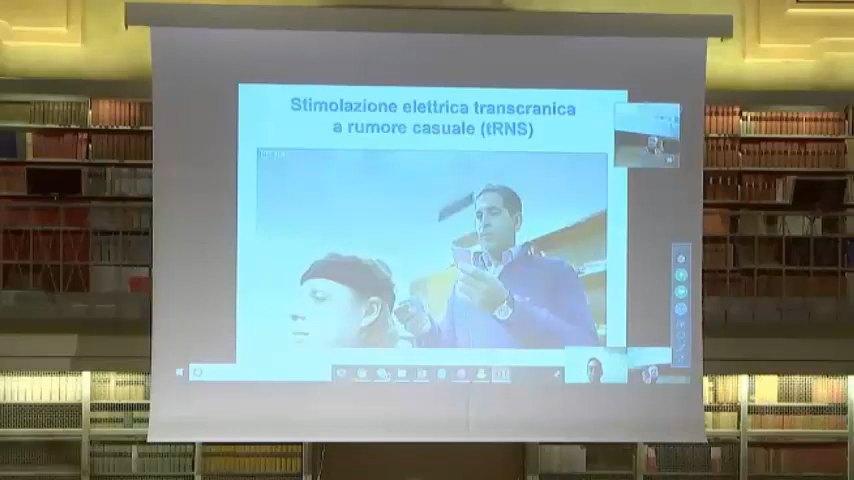 Stimolazione elettrica transcranica
a rumore casuale (tRNS)